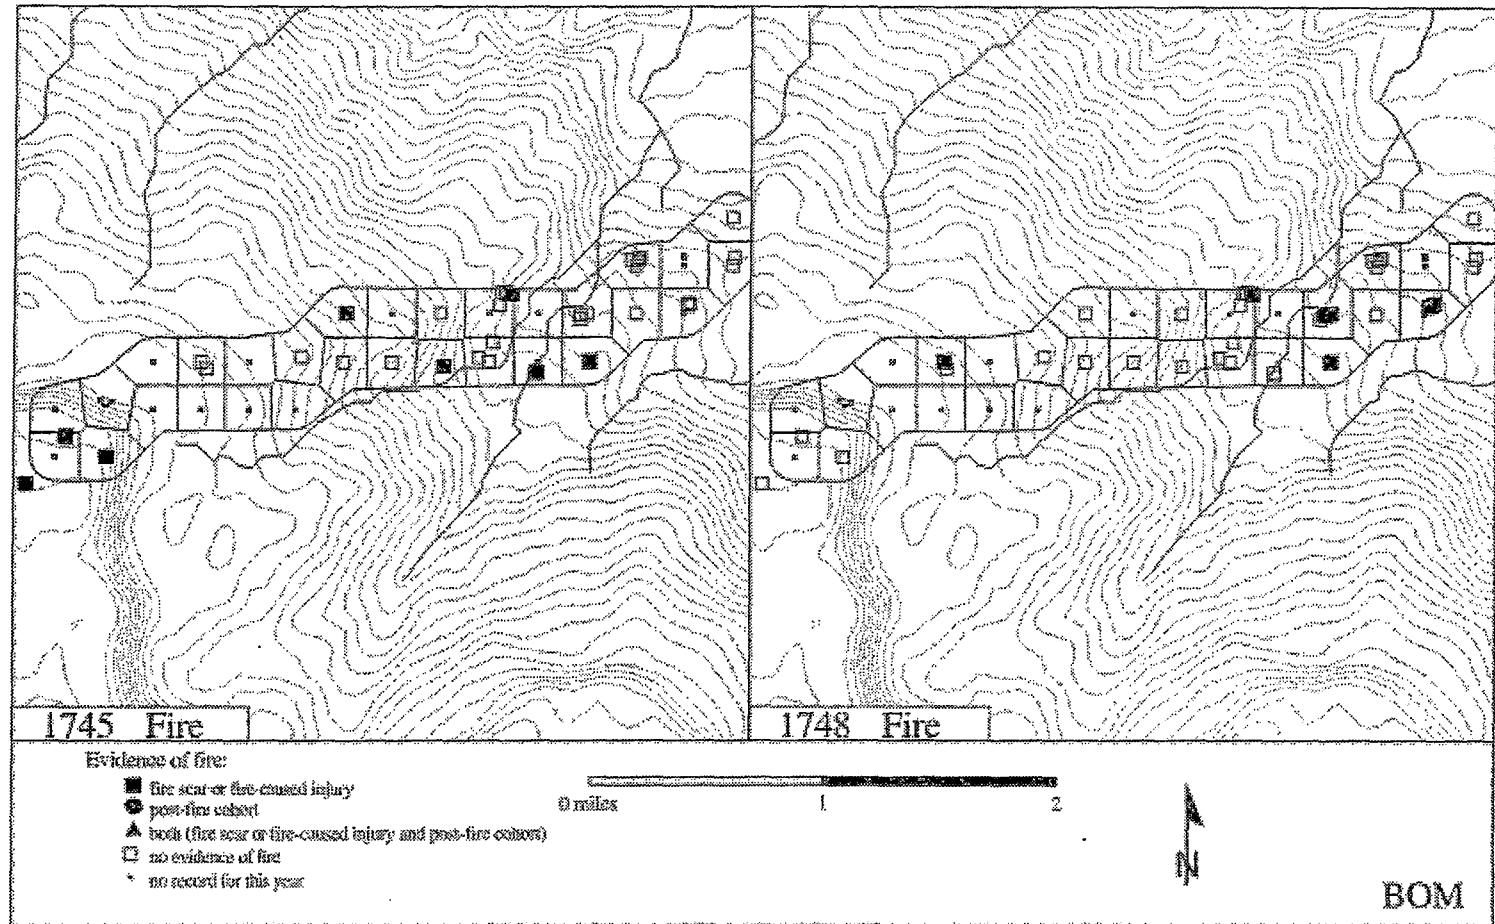 1745 Fire
1748 Fire
Evidence of fire:
fire scar or fire-caused injury
post-fire cohort
both (fire scar or fire-caused injury and post-fire cohort)
no evidence of fire
no record for this year
0 miles 1 2
N
BOM